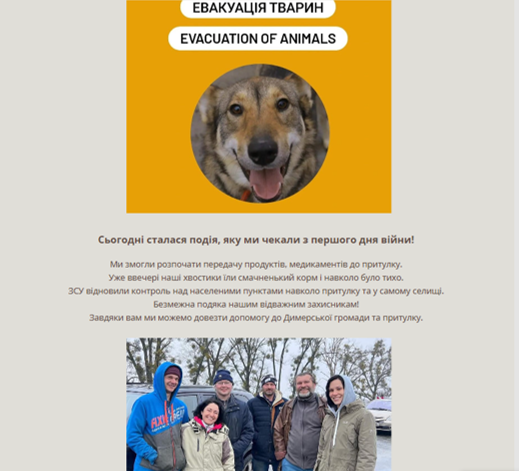 ЕВАКУАЦІЯ ТВАРИН
EVACUATION OF ANIMALS
Сьогодні сталася подія, яку ми чекали з першого дня війни!
Ми змогли розпочати передачу продуктів, медикаментів до притулку.
Уже ввечері наші хвостики їли смачненький корм і навколо було тихо.
ЗСУ відновили контроль над населеними пунктами навколо притулку та у самому селищі.
Безмежна подяка нашим відважним захисникам!
Завдяки вам ми можемо довезти допомогу до Димерської громади та притулку.